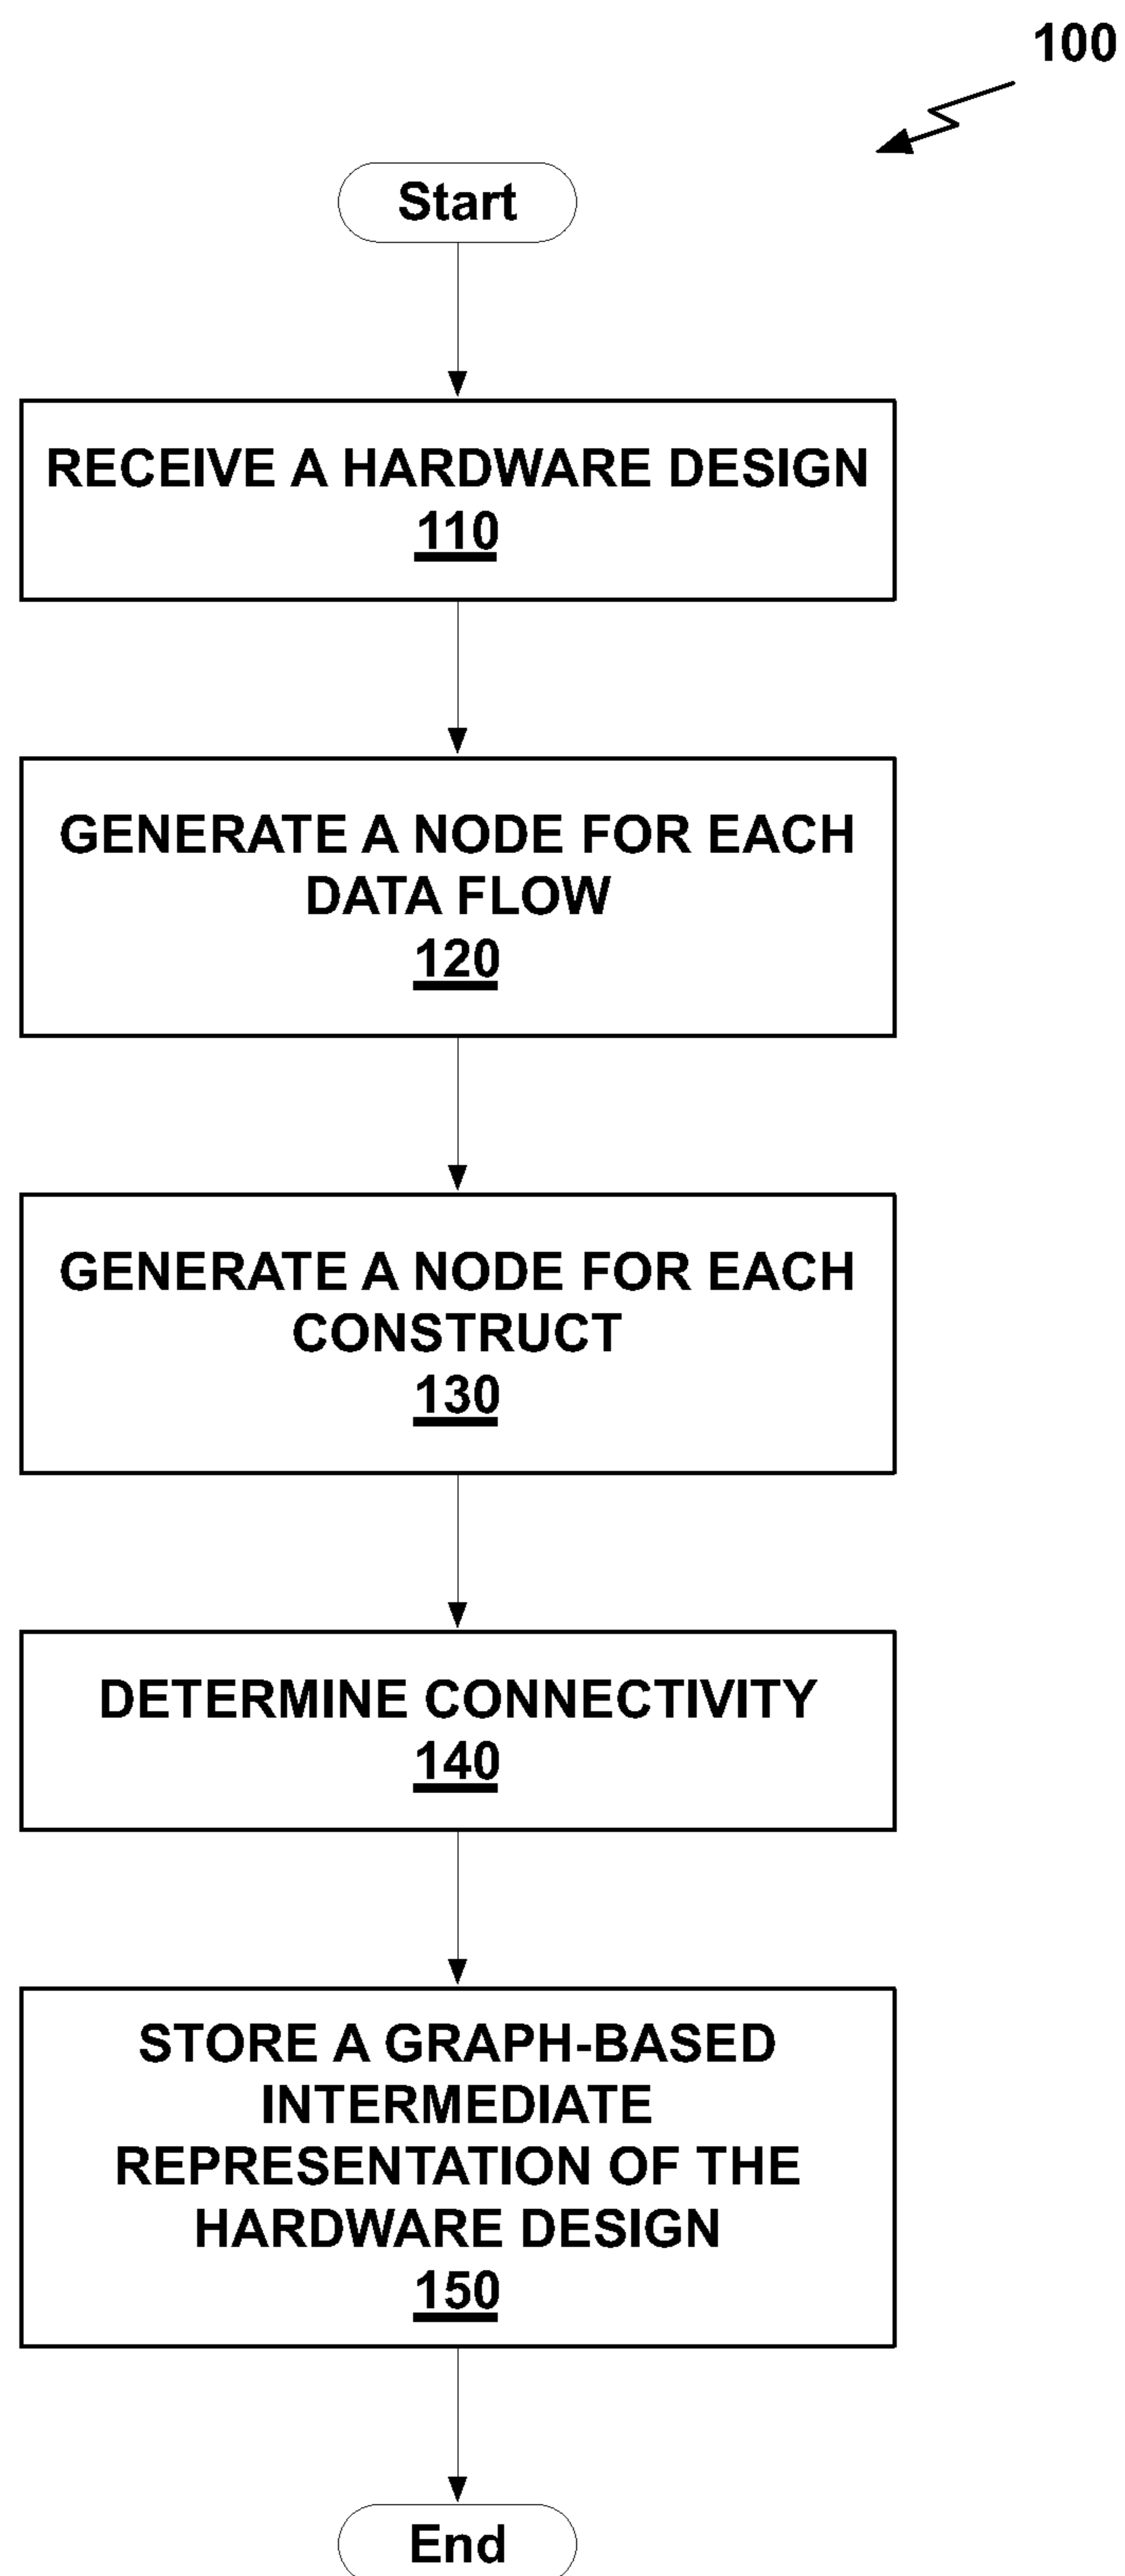 100
Start
RECEIVE A HARDWARE DESIGN
110
GENERATE A NODE FOR EACH
DATA FLOW
120
GENERATE A NODE FOR EACH
CONSTRUCT
130
DETERMINE CONNECTIVITY
140
STORE A GRAPH-BASED
INTERMEDIATE
REPRESENTATION OF THE
HARDWARE DESIGN
150
End